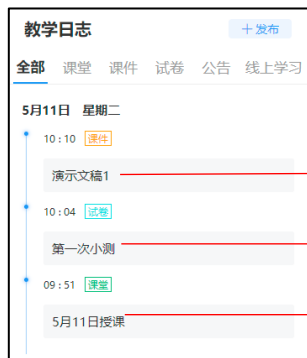 教学日志
+发布
全部 课堂 课件 试卷 公告 线上学习
5月11日 星期二
10:10 课件
演示文稿1
10:04 试卷
第一次小测
09:51 课堂
5月11日授课